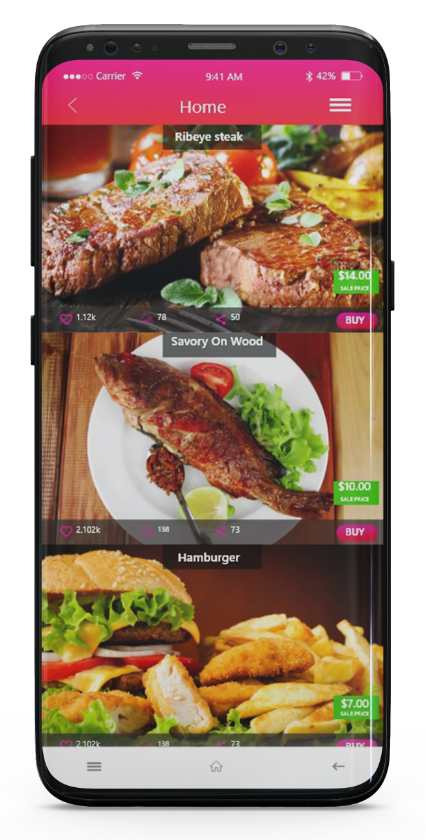 Carrier 9:41 AM 42%
Home
Ribeye steak
$14.00
SALE PRICE
1.12k 78 50 BUY
Savory On Wood
$10.00
SALE PRICE
2.102k 138 73 BUY
Hamburger
$7.00
SALE PRICE
2.102k 138 73 BUY